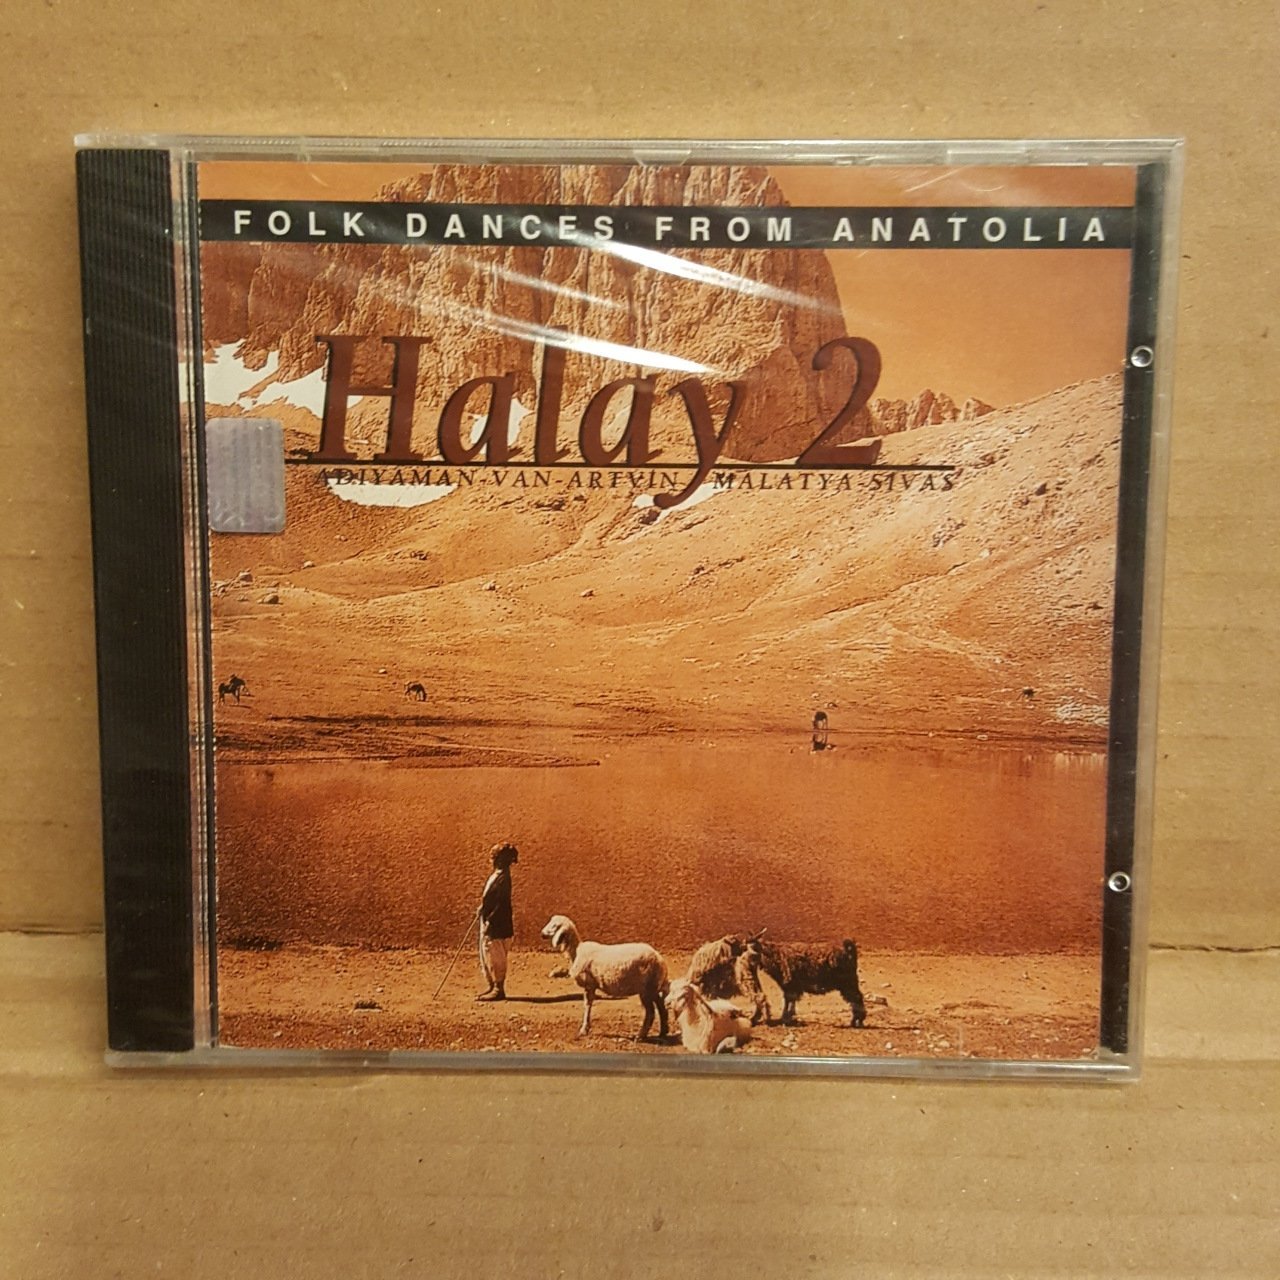 FOLK DANCES FROM ANATOLIA
Halay 2
ADIYAMAN-VAN-ARTVIN MALATYA-SIVAS